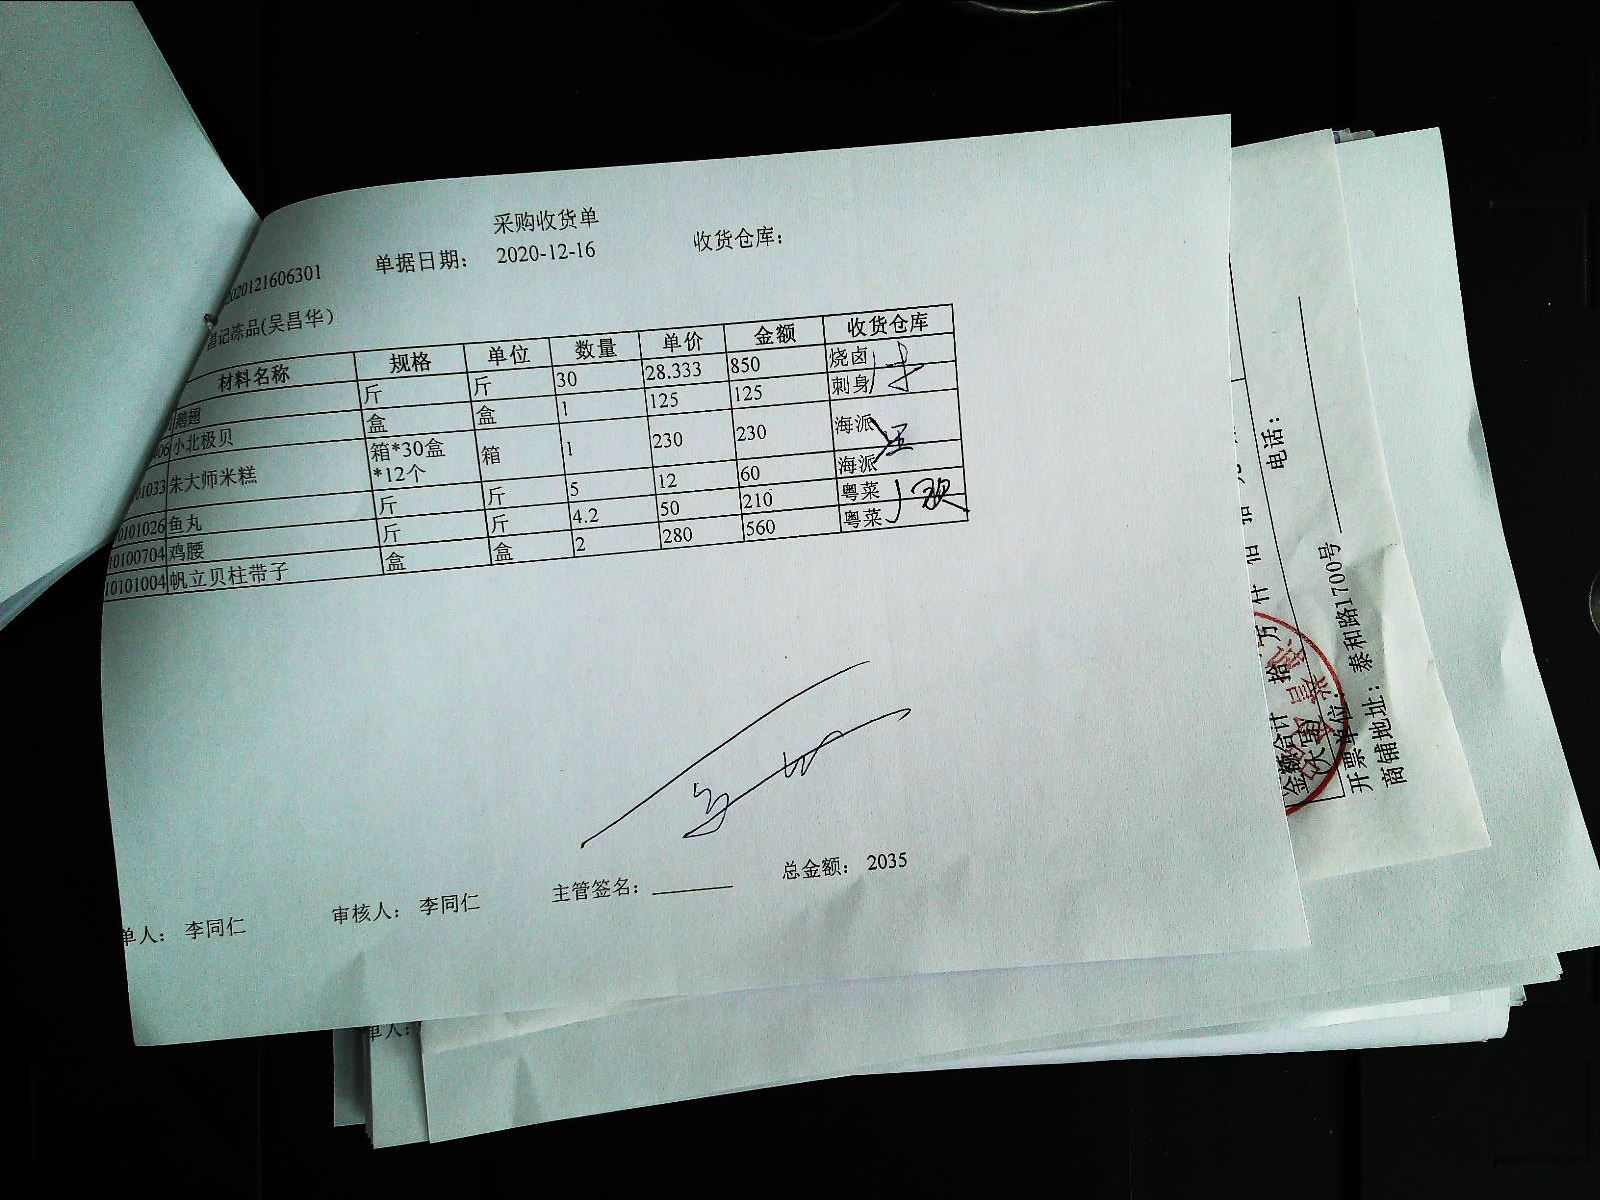 采购收货单
2020121606301 单据日期： 2020-12-16 收货仓库：
昌记冻品(吴昌华）
材料名称 规格 单位 数量 单价 金额 收货仓库
鹅翅 斤 斤 30 28.333 850 烧卤
06 小北极贝 盒 盒 1 125 125 刺身
01033 朱大师米糕 箱*30盒*12个 箱 1 230 230 海派
0101026 鱼丸 斤 斤 5 12 60 海派
10100704 鸡腰 斤 斤 4.2 50 210 粤菜
10101004 帆立贝柱带子 盒 盒 2 280 560 粤菜
总金额： 2035
单人： 李同仁 审核人： 李同仁 主管签名：
单人：
电话：
金额合计 拾 万 仟 佰
开票单位：
商铺地址： 泰和路1700号